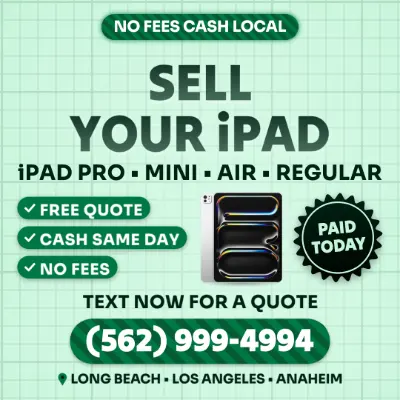 NO FEES CASH LOCAL
SELL
YOUR iPAD
iPAD PRO ▪ MINI ▪ AIR ▪ REGULAR
✓ FREE QUOTE
✓ CASH SAME DAY
✓ NO FEES
PAID
TODAY
TEXT NOW FOR A QUOTE
(562) 999-4994
LONG BEACH ▪ LOS ANGELES ▪ ANAHEIM